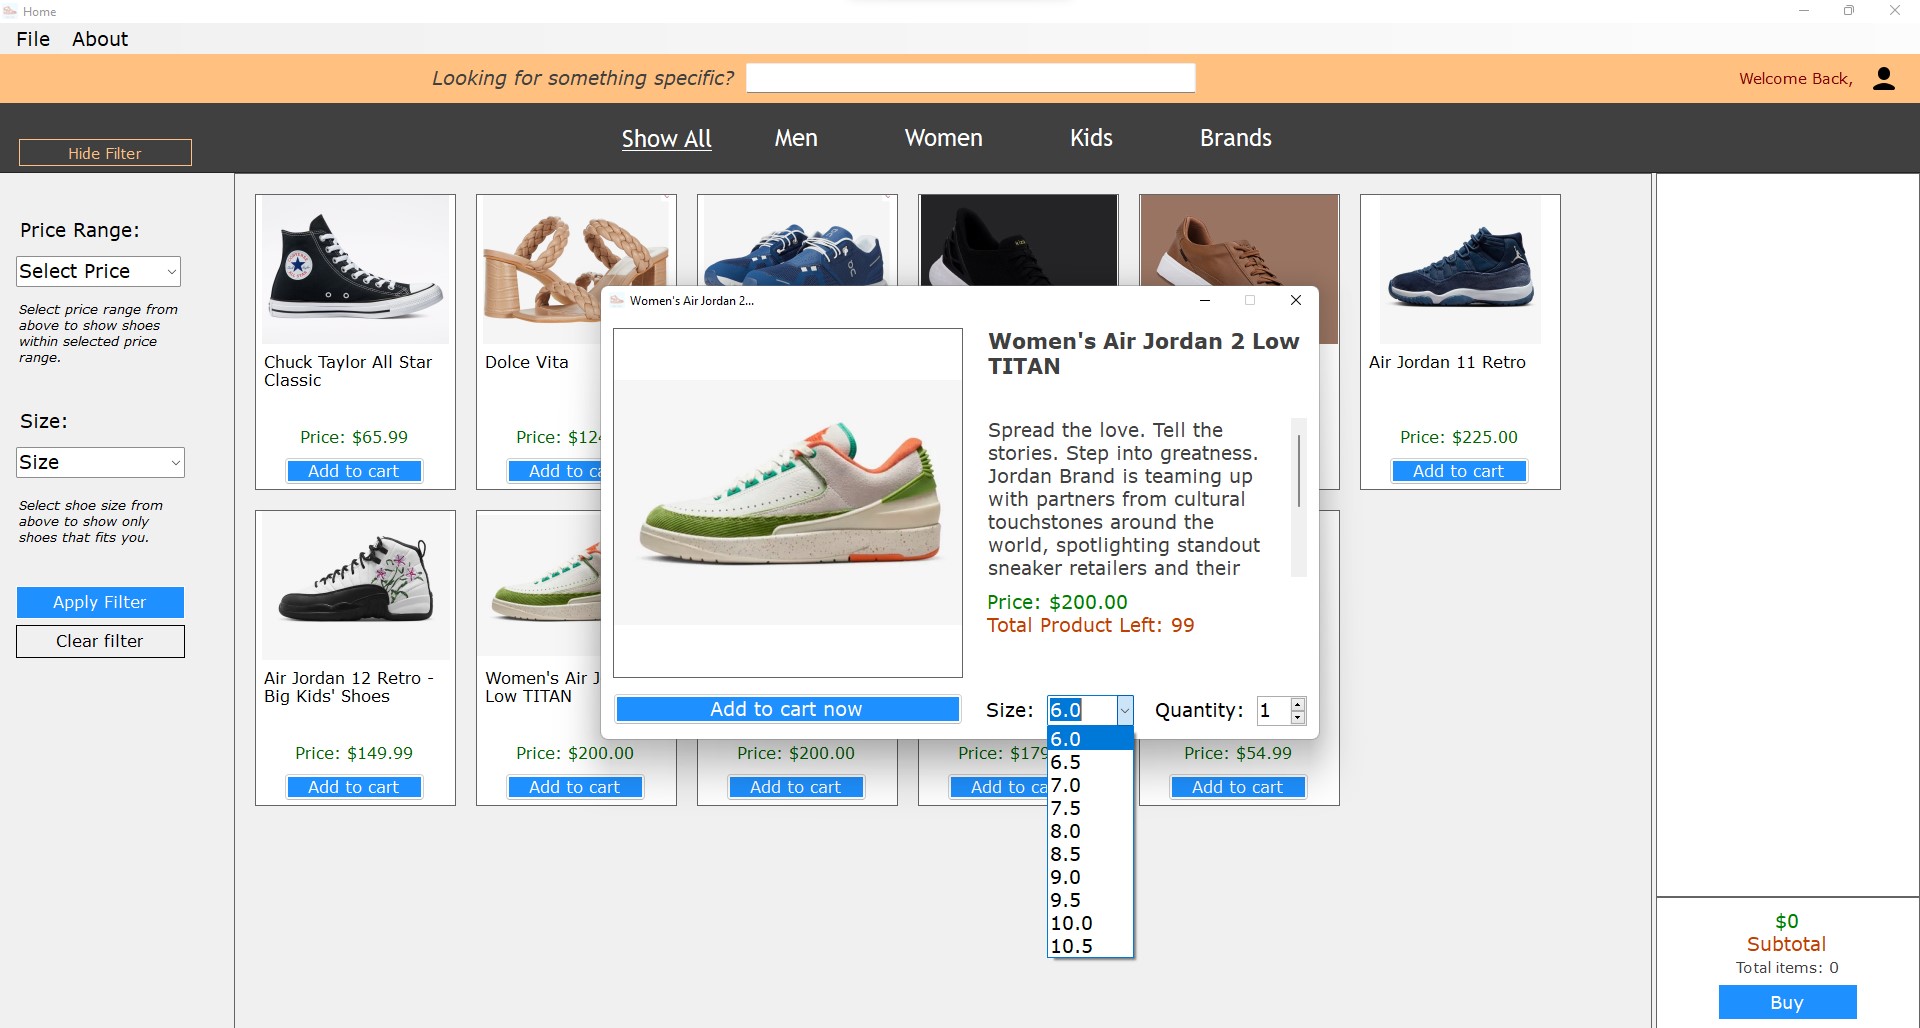 Home
File About
Looking for something specific?
Welcome Back,
Hide Filter
Show All Men Women Kids Brands
Price Range:
Select Price
Select price range from
above to show shoes
within selected price
range.
Size:
Size
Select shoe size from
above to show only
shoes that fits you.
Apply Filter
Clear filter
Chuck Taylor All Star
Classic
Price: $65.99
Add to cart
Dolce Vita
Price: $12
Add to
Air Jordan 11 Retro
Price: $225.00
Add to cart
Air Jordan 12 Retro -
Big Kids' Shoes
Price: $149.99
Add to cart
Women's Air
Low TITAN
Price: $200.00
Add to cart
Price: $200.00
Add to cart
Price: $179
Add to
Price: $54.99
Add to cart
Women's Air Jordan 2...
Women's Air Jordan 2 Low
TITAN
Spread the love. Tell the
stories. Step into greatness.
Jordan Brand is teaming up
with partners from cultural
touchstones around the
world, spotlighting standout
sneaker retailers and their
Price: $200.00
Total Product Left: 99
Add to cart now
Size: 6.0 Quantity: 1
6.0
6.5
7.0
7.5
8.0
8.5
9.0
9.5
10.0
10.5
$0
Subtotal
Total items: 0
Buy